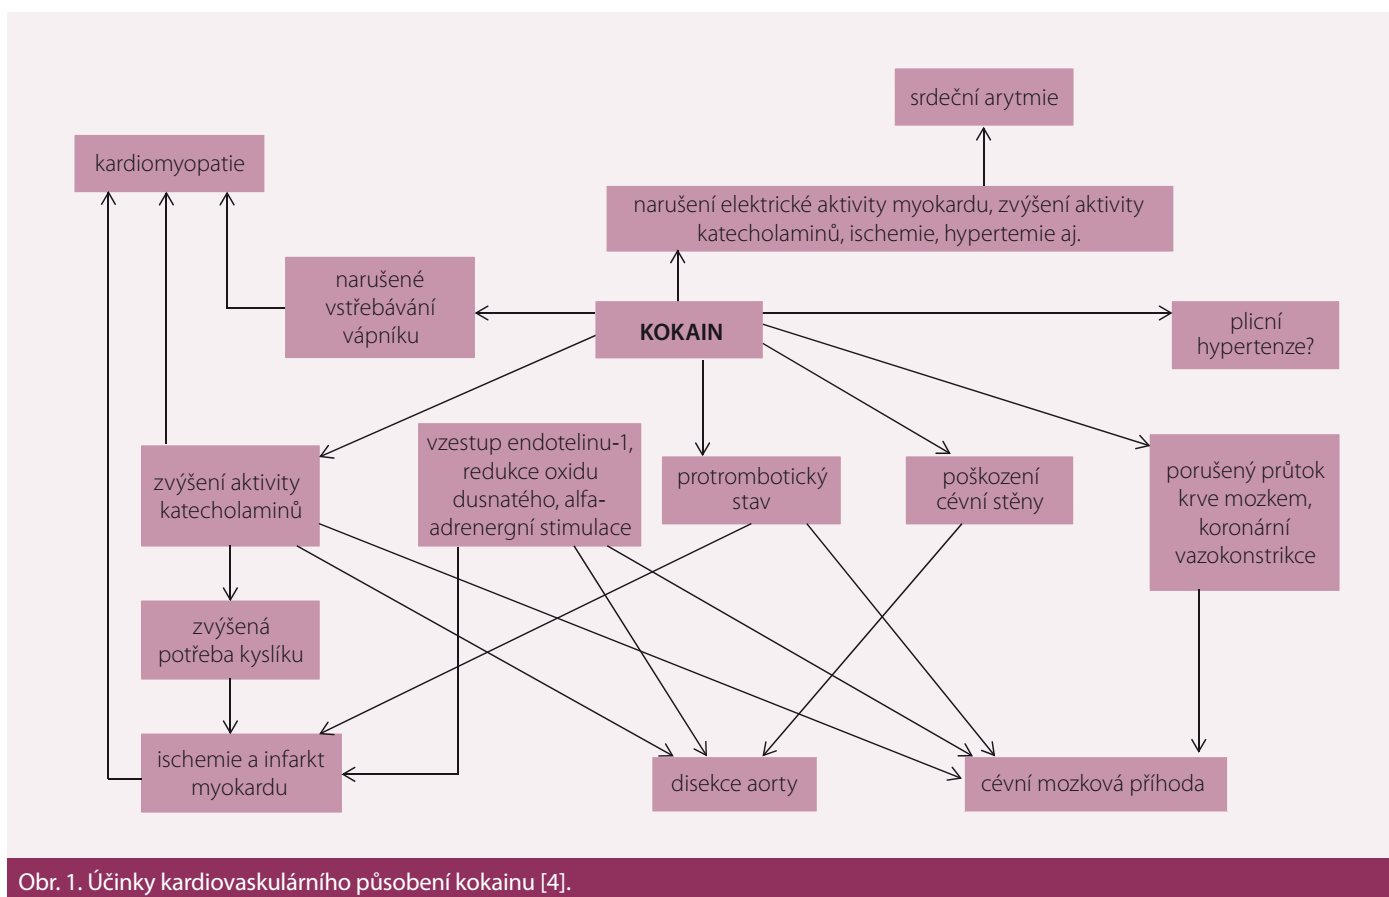 srdeční arytmie
kardiomyopatie
narušení elektrické aktivity myokardu, zvýšení aktivity
katecholaminů, ischemie, hypertemie aj.
narušené
vstřebávání
vápníku
KOKAIN
plicní
hypertenze?
zvýšení aktivity
katecholaminů
vzestup endotelinu-1,
redukce oxidu
dusnatého, alfa-
adrenergní stimulace
protrombotický
stav
poškození
cévní stěny
porušený průtok
krve mozkem,
koronární
vazokonstrikce
zvýšená
potřeba kyslíku
ischemie a infarkt
myokardu
disekce aorty
cévní mozková příhoda
Obr. 1. Účinky kardiovaskulárního působení kokainu [4].